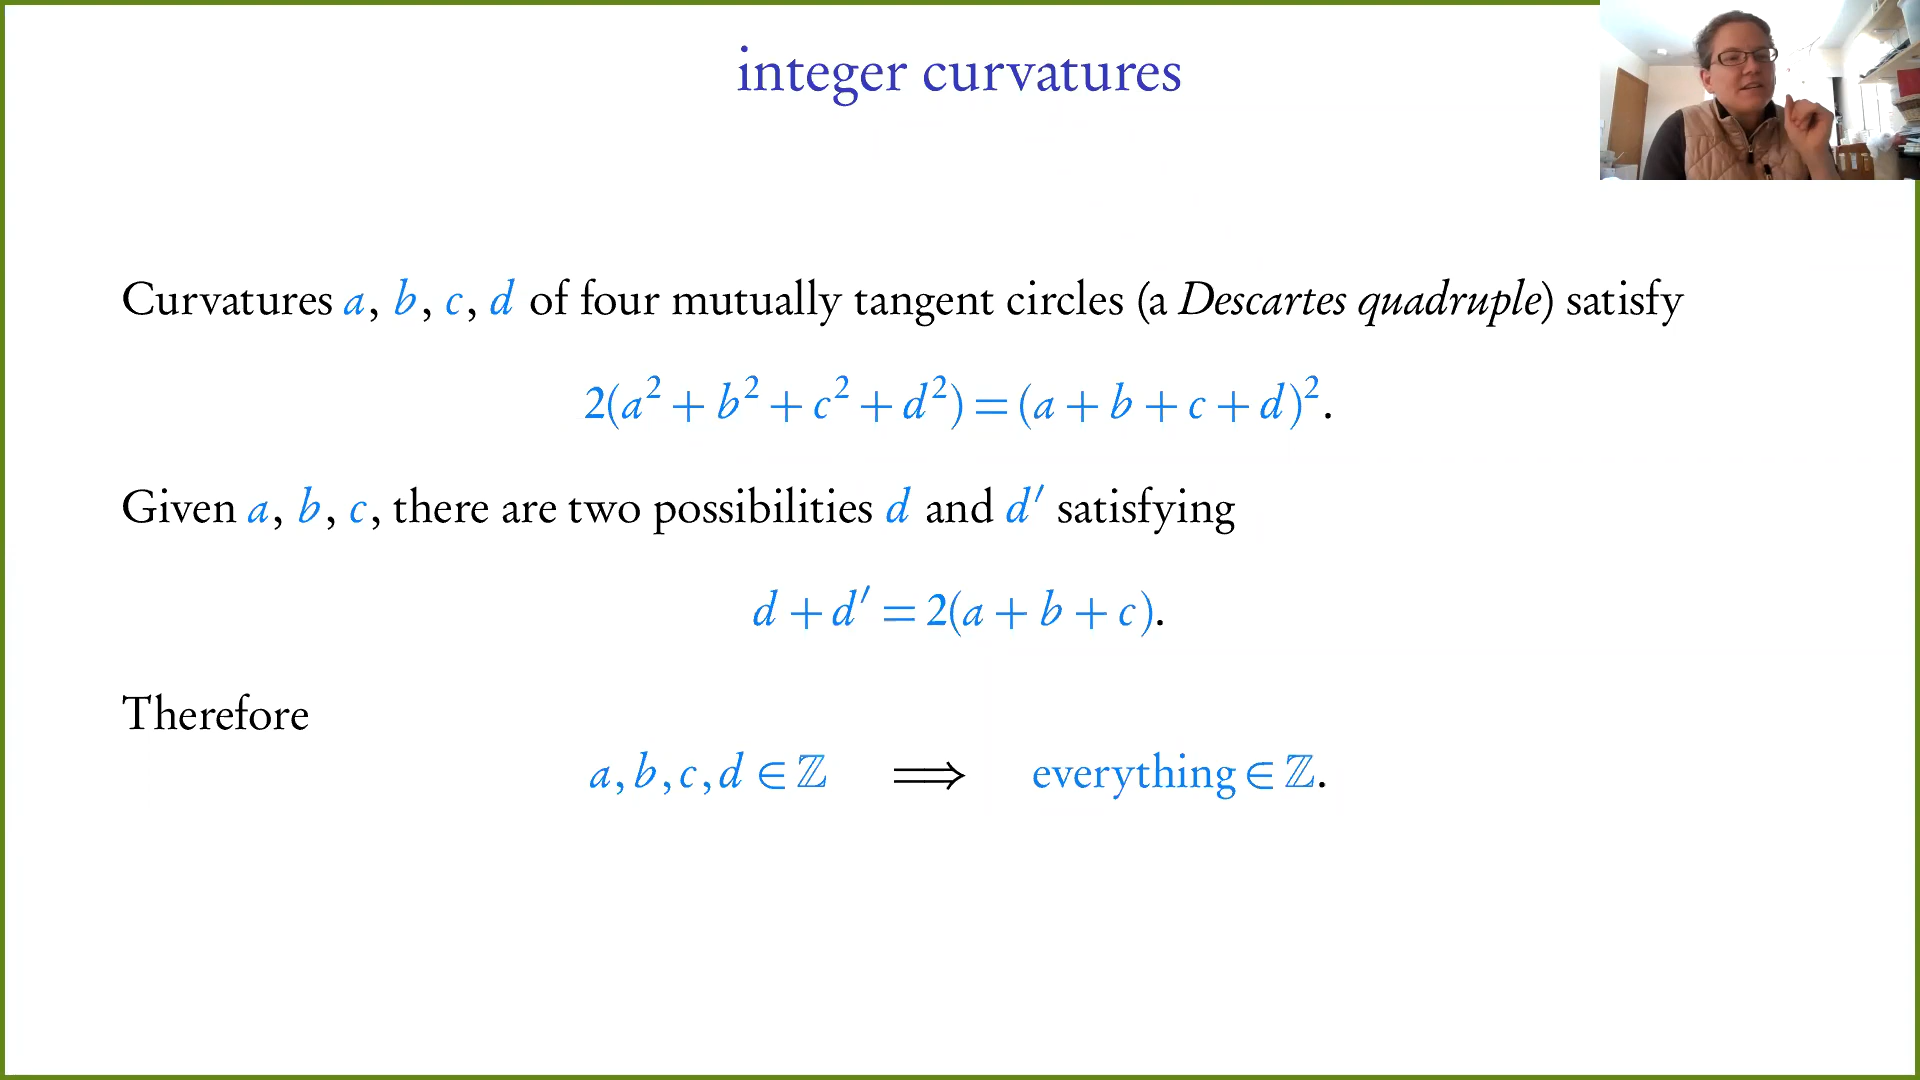 integer curvatures
Curvatures a, b, c, d of four mutually tangent circles (a Descartes quadruple) satisfy
2(a² + b² + c² + d²) = (a + b + c + d)².
Given a, b, c, there are two possibilities d and d′ satisfying
d + d′ = 2(a + b + c).
Therefore
a, b, c, d ∈ ℤ ⟹ everything ∈ ℤ.